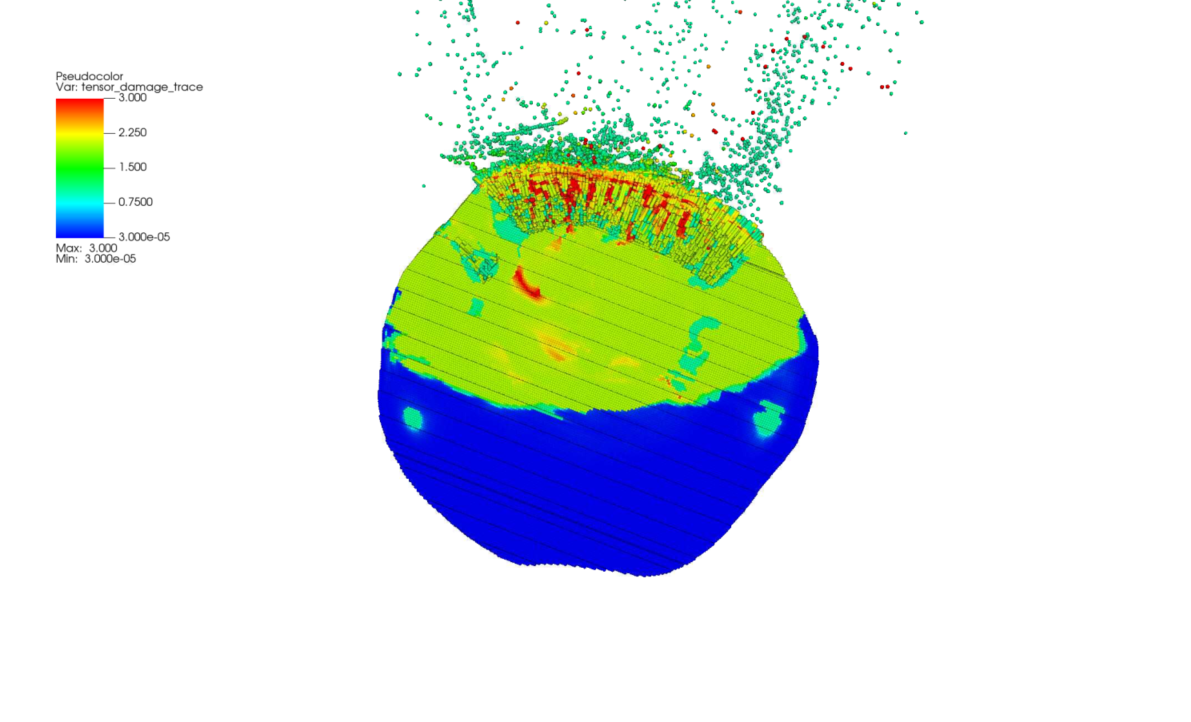 Pseudocolor
Var: tensor_damage_trace
3.000
2.250
1.500
0.7500
3.000e-05
Max: 3.000
Min: 3.000e-05